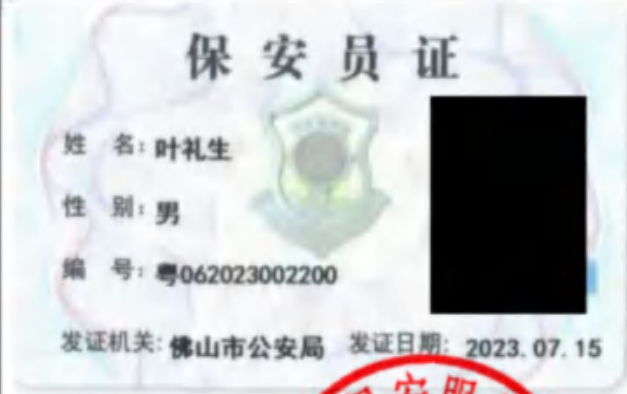 保安员证
姓 名：叶礼生
性 别：男
编 号：粤062023002200
发证机关：佛山市公安局 发证日期：2023.07.15
安服